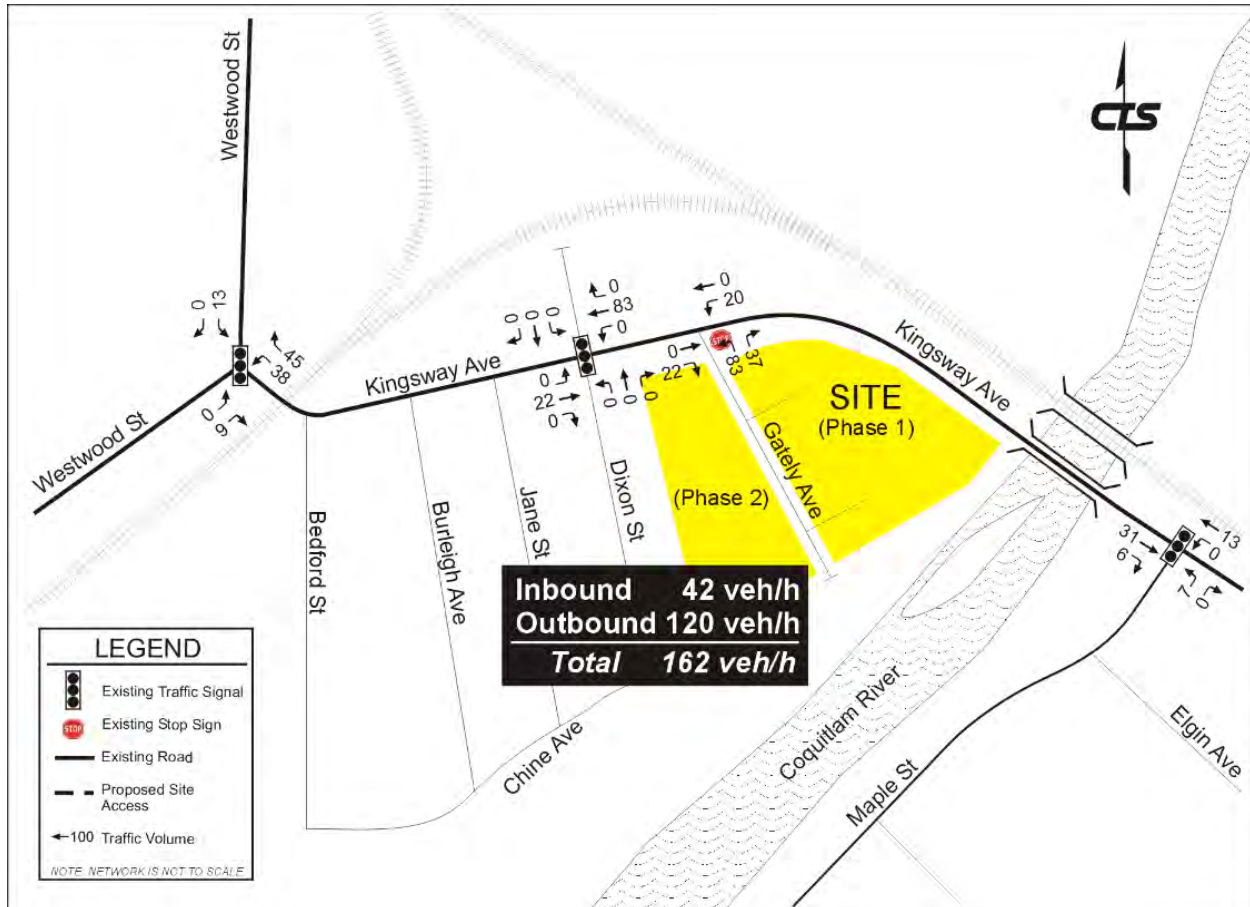 Westwood St
CTS
0
13
45
38
0
9
Westwood St
Kingsway Ave
0
0
0
0
83
0
0
22
0
0
0
0
0
20
0
22
83
37
Kingsway Ave
SITE
(Phase 1)
(Phase 2)
Gately Ave
Dixon St
Jane St
Burleigh Ave
Bedford St
Chine Ave
Coquitlam River
Maple St
Elgin Ave
31
6
13
0
7
0
Inbound 42 veh/h
Outbound 120 veh/h
Total 162 veh/h
LEGEND
Existing Traffic Signal
STOP
Existing Stop Sign
Existing Road
Proposed Site
Access
100 Traffic Volume
NOTE: NETWORK IS NOT TO SCALE